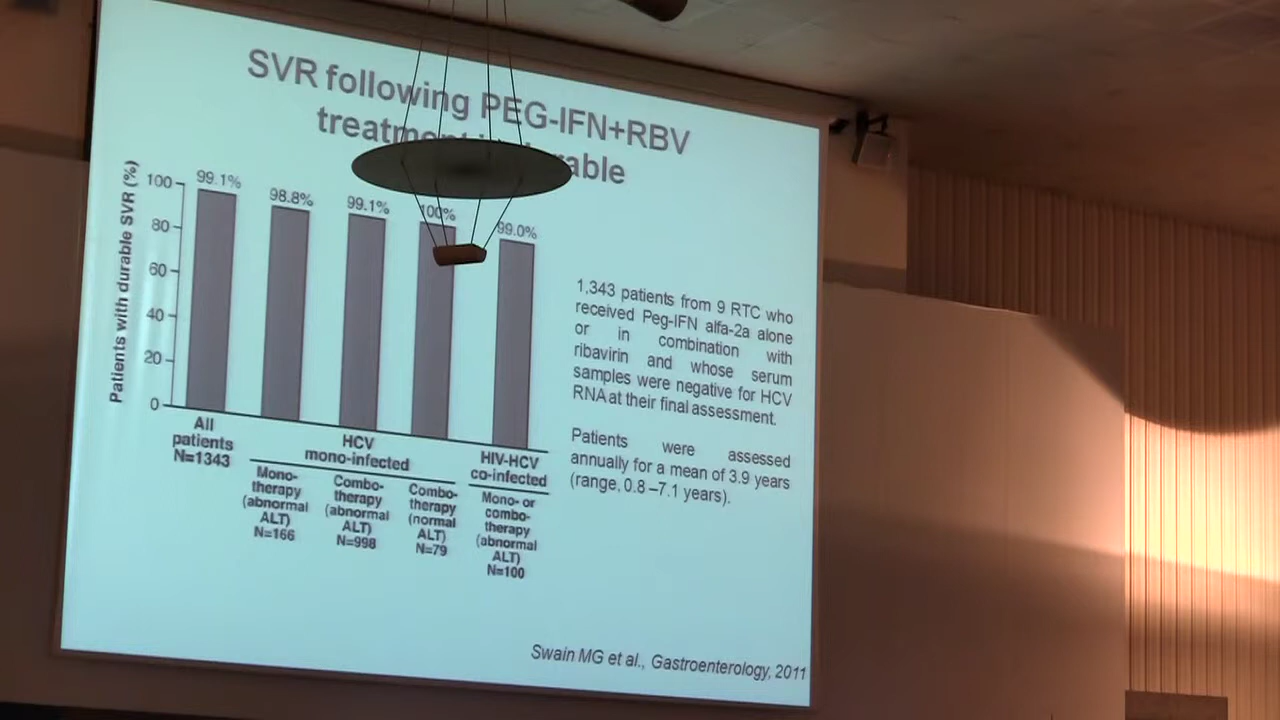 SVR following PEG-IFN+RBV
Patients with durable SVR (%)
100
80
60
40
20
0
99.1%
98.8%
99.1%
100%
99.0%
All
patients
N=1343
HCV
mono-infected
HIV-HCV
co-infected
Mono-
therapy
(abnormal
ALT)
N=166
Combo-
therapy
(abnormal
ALT)
N=998
Combo-
therapy
(normal
ALT)
N=79
Mono- or
combo-
therapy
(abnormal
ALT)
N=100
1,343 patients from 9 RTC who
received Peg-IFN alfa-2a alone
or in combination with
ribavirin and whose serum
samples were negative for HCV
RNA at their final assessment.
Patients were assessed
annually for a mean of 3.9 years
(range, 0.8 –7.1 years).
Swain MG et al., Gastroenterology, 2011